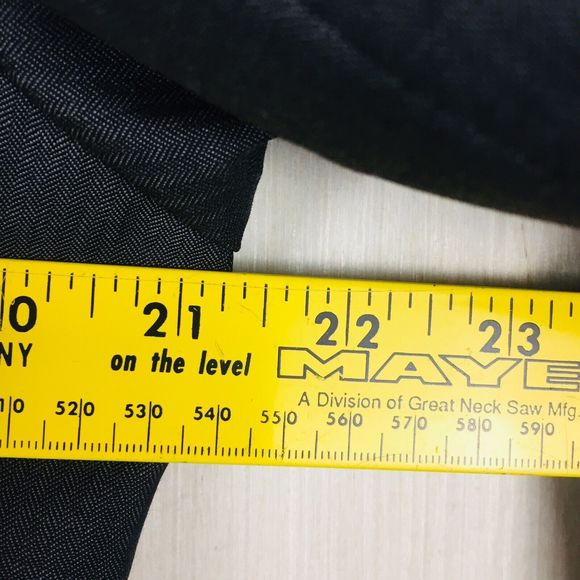 0 21 22 23
NY on the level MAYE
A Division of Great Neck Saw Mfg.
10 520 530 540 550 560 570 580 590